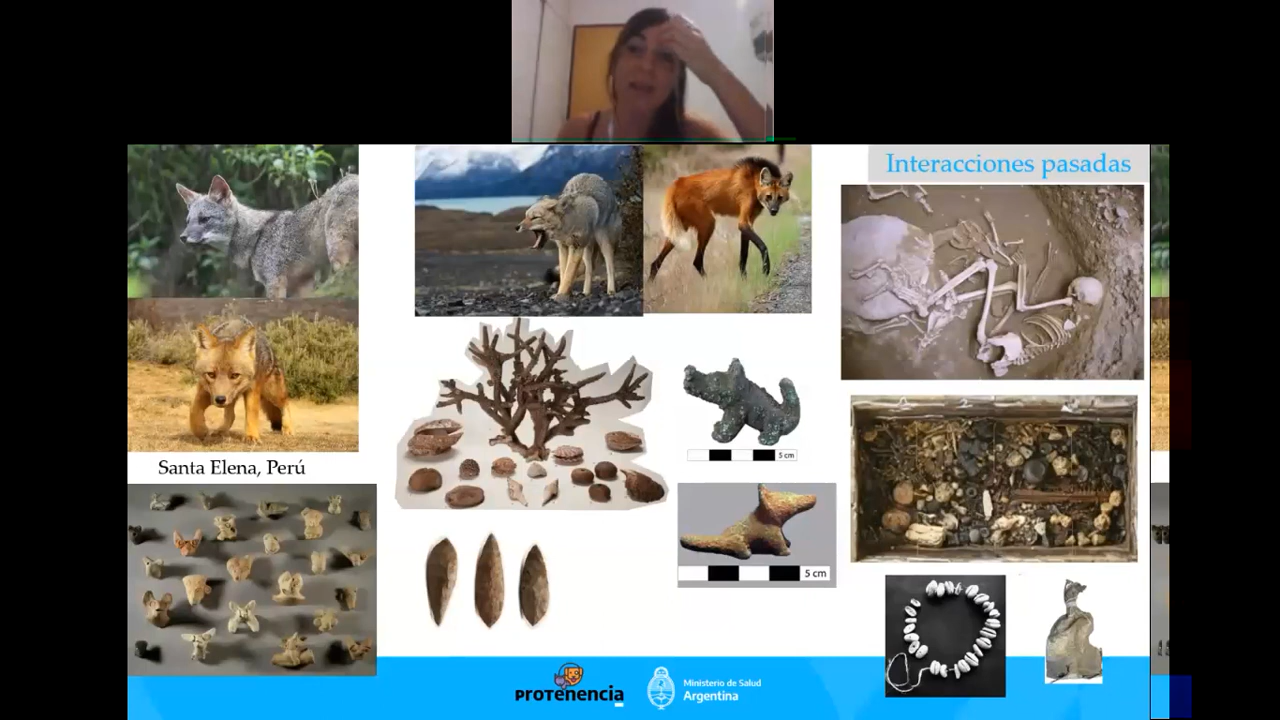 Interacciones pasadas
Santa Elena, Perú
5 cm
5 cm
PROTENENCIA
Ministerio de Salud
Argentina